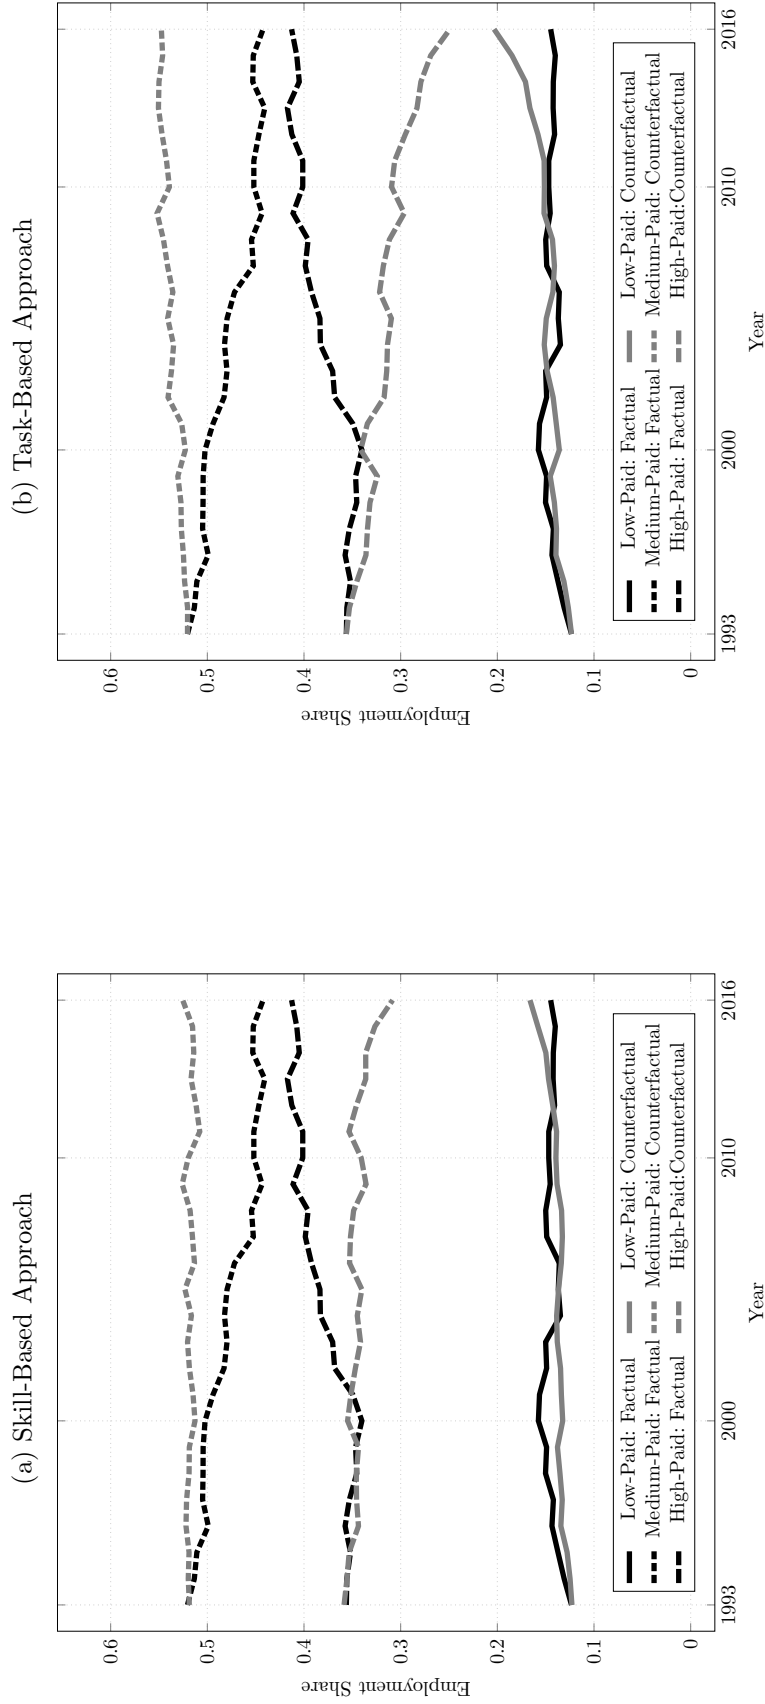 (a) Skill-Based Approach
0.6
0.5
0.4
0.3
0.2
0.1
0
Employment Share
1993
2000
2010
2016
Year
Low-Paid: Factual
Low-Paid: Counterfactual
Medium-Paid: Factual
Medium-Paid: Counterfactual
High-Paid: Factual
High-Paid:Counterfactual
(b) Task-Based Approach
0.6
0.5
0.4
0.3
0.2
0.1
0
Employment Share
1993
2000
2010
2016
Year
Low-Paid: Factual
Low-Paid: Counterfactual
Medium-Paid: Factual
Medium-Paid: Counterfactual
High-Paid: Factual
High-Paid:Counterfactual